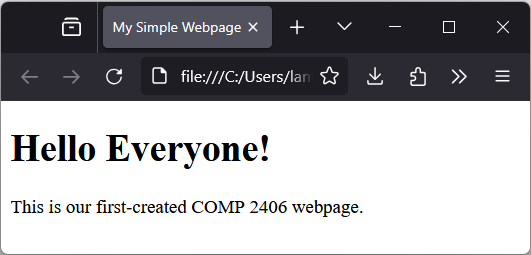 My Simple Webpage
file:///C:/Users/lan
Hello Everyone!
This is our first-created COMP 2406 webpage.